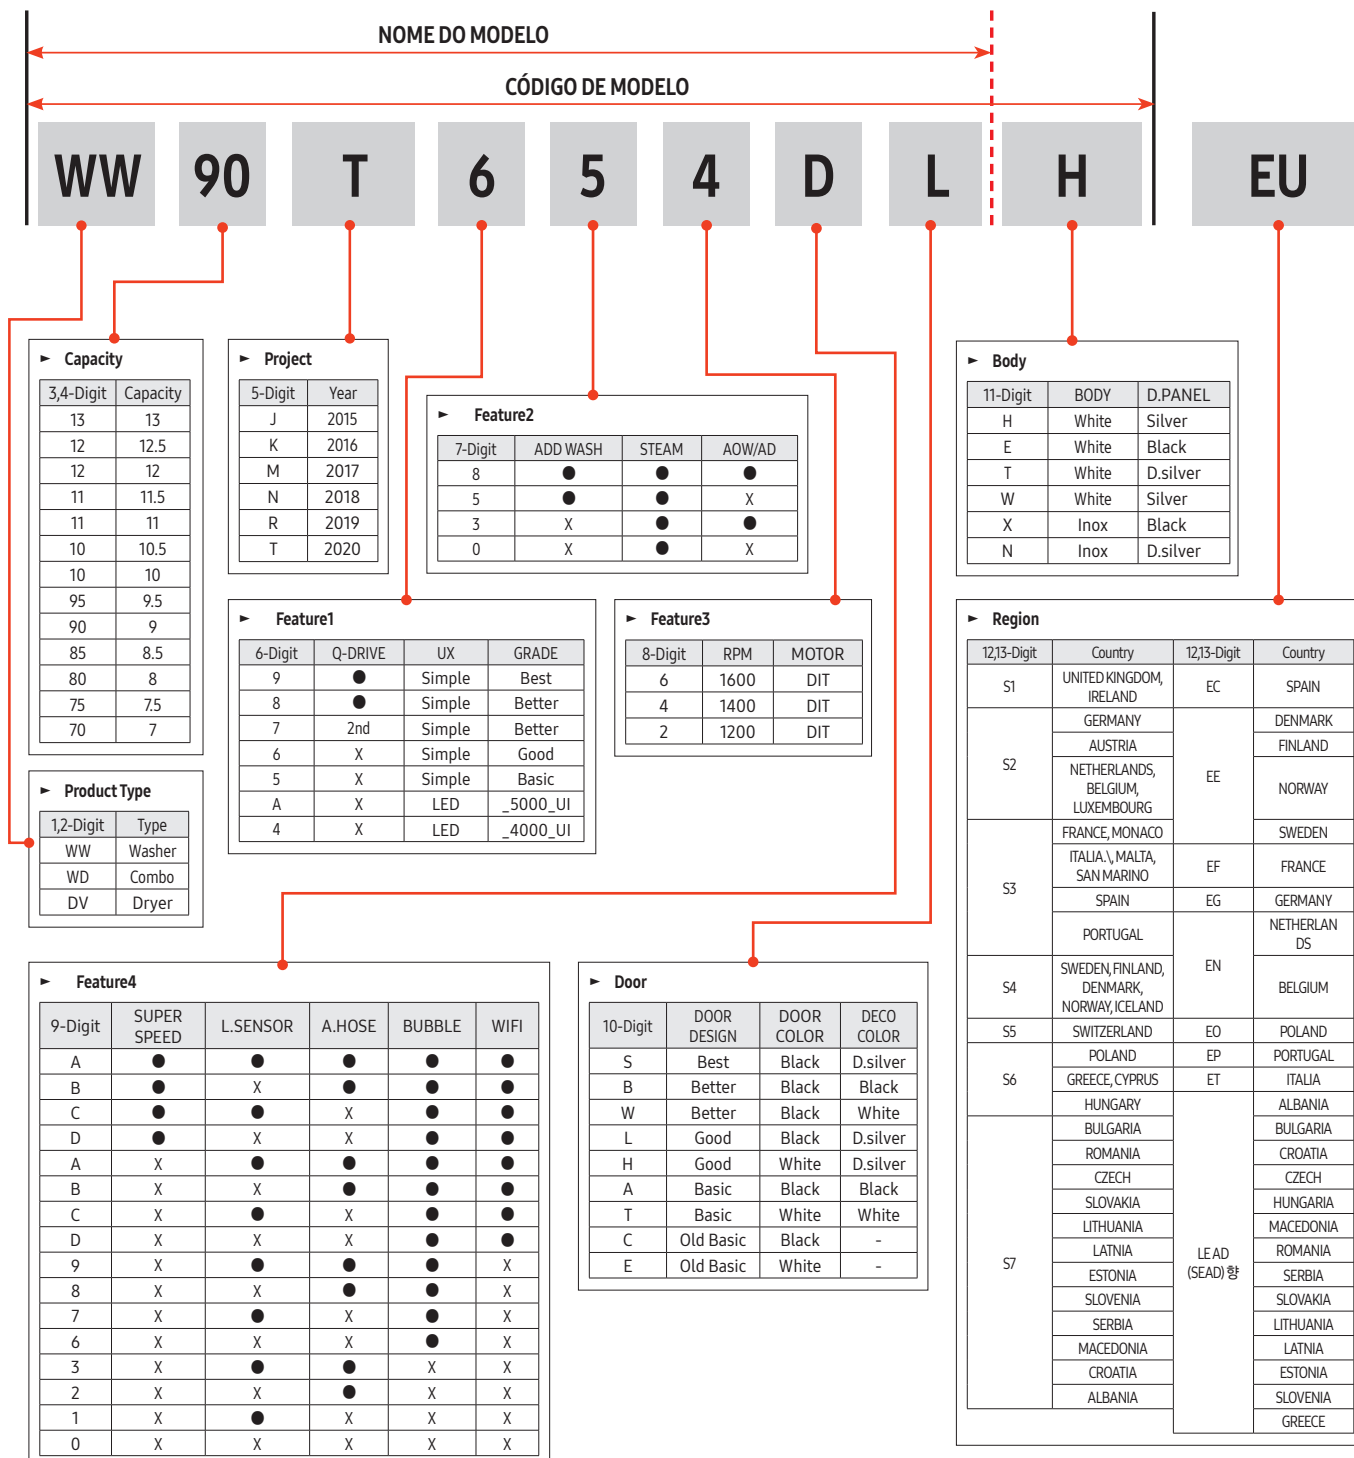 NOME DO MODELO
CÓDIGO DE MODELO
WW 90 T 6 5 4 D L H EU
► Capacity
3,4-Digit Capacity
13 13
12 12.5
12 12
11 11.5
11 11
10 10.5
10 10
95 9.5
90 9
85 8.5
80 8
75 7.5
70 7
► Project
5-Digit Year
J 2015
K 2016
M 2017
N 2018
R 2019
T 2020
► Feature2
7-Digit ADD WASH STEAM AOW/AD
8 ● ● ●
5 ● ● X
3 X ● ●
0 X ● X
► Body
11-Digit BODY D.PANEL
H White Silver
E White Black
T White D.silver
W White Silver
X Inox Black
N Inox D.silver
► Product Type
1,2-Digit Type
WW Washer
WD Combo
DV Dryer
► Feature1
6-Digit Q-DRIVE UX GRADE
9 ● Simple Best
8 ● Simple Better
7 2nd Simple Better
6 X Simple Good
5 X Simple Basic
A X LED _5000_UI
4 X LED _4000_UI
► Feature3
8-Digit RPM MOTOR
6 1600 DIT
4 1400 DIT
2 1200 DIT
► Feature4
9-Digit SUPER SPEED L.SENSOR A.HOSE BUBBLE WIFI
A ● ● ● ● ●
B ● X ● ● ●
C ● ● X ● ●
D ● X X ● ●
A X ● ● ● ●
B X X ● ● ●
C X ● X ● ●
D X X X ● ●
9 X ● ● ● X
8 X X ● ● X
7 X ● X ● X
6 X X X ● X
3 X ● ● X X
2 X X ● X X
1 X ● X X X
0 X X X X X
► Door
10-Digit DOOR DESIGN DOOR COLOR DECO COLOR
S Best Black D.silver
B Better Black Black
W Better Black White
L Good Black D.silver
H Good White D.silver
A Basic Black Black
T Basic White White
C Old Basic Black -
E Old Basic White -
► Region
12,13-Digit Country
S1
UNITED KINGDOM,
IRELAND
S2
GERMANY
AUSTRIA
NETHERLANDS,
BELGIUM,
LUXEMBOURG
S3
FRANCE, MONACO
ITALIA.\, MALTA,
SAN MARINO
SPAIN
PORTUGAL
S4
SWEDEN, FINLAND,
DENMARK,
NORWAY, ICELAND
S5 SWITZERLAND
S6
POLAND
GREECE, CYPRUS
HUNGARY
S7
BULGARIA
ROMANIA
CZECH
SLOVAKIA
LITHUANIA
LATNIA
ESTONIA
SLOVENIA
SERBIA
MACEDONIA
CROATIA
ALBANIA
12,13-Digit Country
EC SPAIN
EE
DENMARK
FINLAND
NORWAY
SWEDEN
EF FRANCE
EG GERMANY
EN
NETHERLAN
DS
BELGIUM
EO POLAND
EP PORTUGAL
ET ITALIA
LE AD
(SEAD) 향
ALBANIA
BULGARIA
CROATIA
CZECH
HUNGARIA
MACEDONIA
ROMANIA
SERBIA
SLOVAKIA
LITHUANIA
LATNIA
ESTONIA
SLOVENIA
GREECE